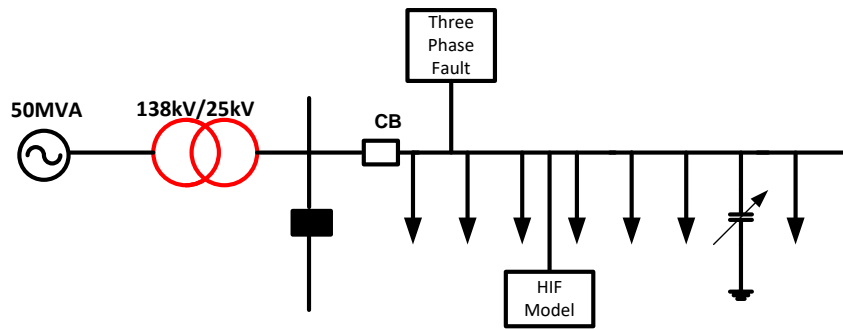 Three
Phase
Fault
50MVA
138kV/25kV
CB
HIF
Model